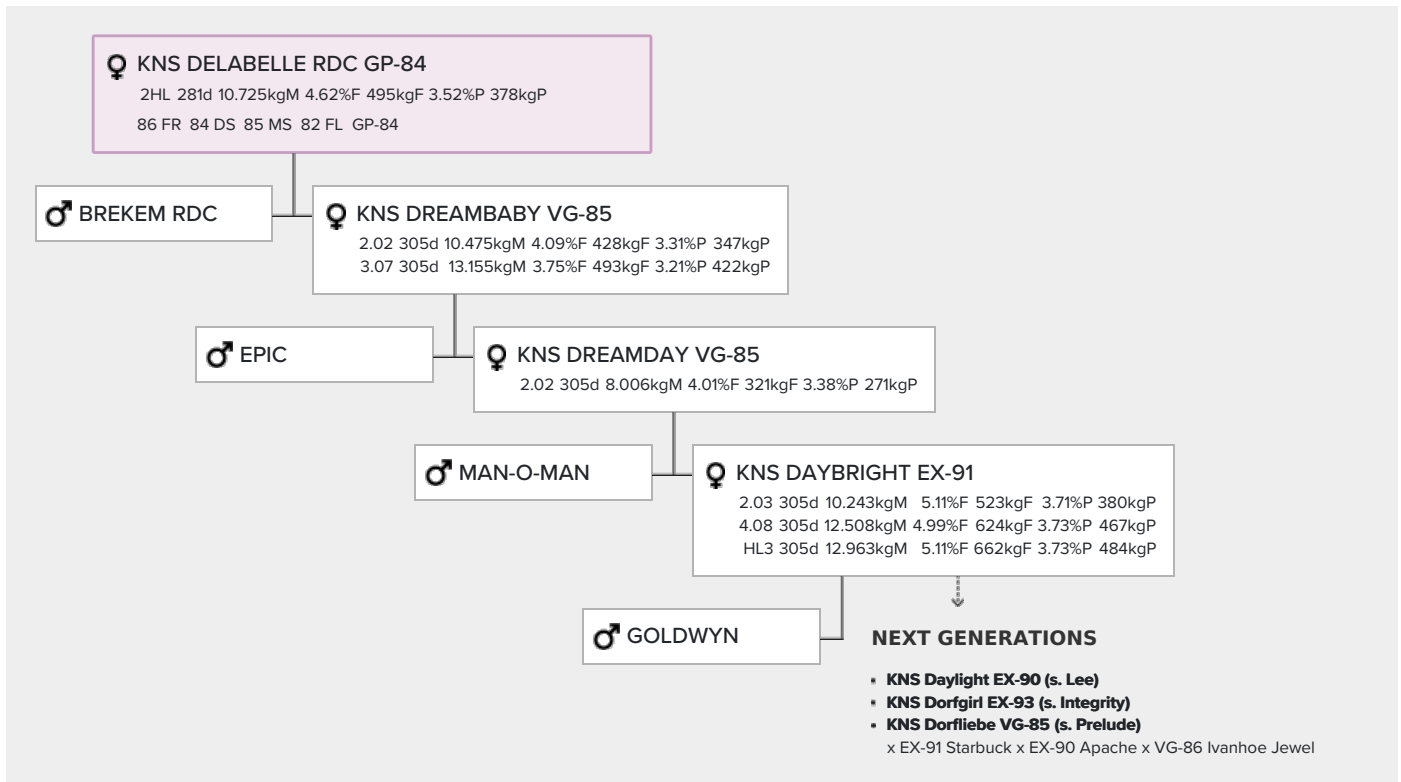 KNS DELABELLE RDC GP-84
2HL 281d 10.725kgM 4.62%F 495kgF 3.52%P 378kgP
86 FR 84 DS 85 MS 82 FL GP-84
BREKEM RDC
KNS DREAMBABY VG-85
2.02 305d 10.475kgM 4.09%F 428kgF 3.31%P 347kgP
3.07 305d 13.155kgM 3.75%F 493kgF 3.21%P 422kgP
EPIC
KNS DREAMDAY VG-85
2.02 305d 8.006kgM 4.01%F 321kgF 3.38%P 271kgP
MAN-O-MAN
KNS DAYBRIGHT EX-91
2.03 305d 10.243kgM 5.11%F 523kgF 3.71%P 380kgP
4.08 305d 12.508kgM 4.99%F 624kgF 3.73%P 467kgP
HL3 305d 12.963kgM 5.11%F 662kgF 3.73%P 484kgP
GOLDWYN
NEXT GENERATIONS
KNS Daylight EX-90 (s. Lee)
KNS Dorfgirl EX-93 (s. Integrity)
KNS Dorfliebe VG-85 (s. Prelude)
x EX-91 Starbuck x EX-90 Apache x VG-86 Ivanhoe Jewel